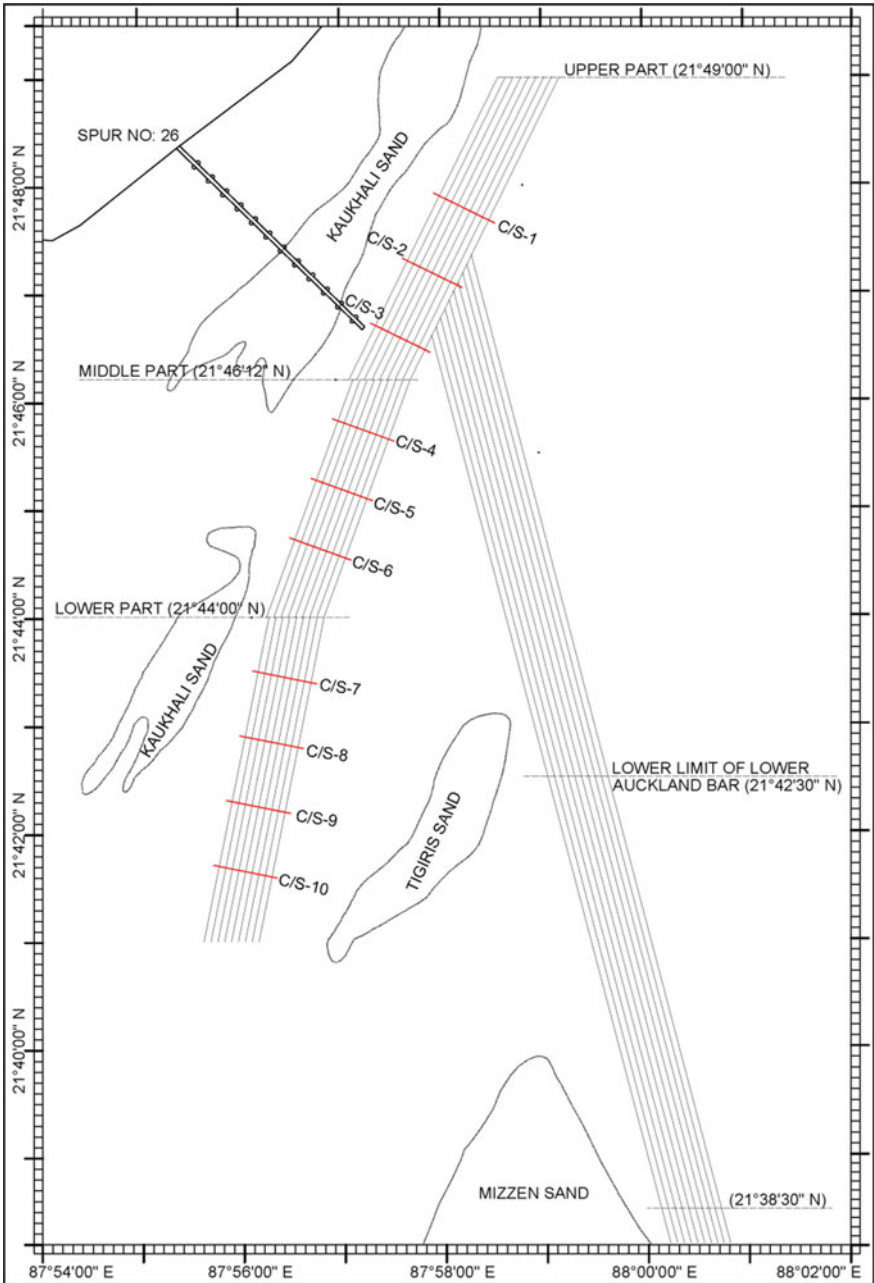 UPPER PART (21°49'00" N)
SPUR NO: 26
KAUKHALI SAND
21°48'00" N
C/S-1
C/S-2
C/S-3
MIDDLE PART (21°46'12" N)
21°46'00" N
C/S-4
C/S-5
C/S-6
LOWER PART (21°44'00" N)
21°44'00" N
KAUKHALI SAND
C/S-7
C/S-8
LOWER LIMIT OF LOWER
AUCKLAND BAR (21°42'30" N)
C/S-9
21°42'00" N
TIGIRIS SAND
C/S-10
21°40'00" N
MIZZEN SAND
(21°38'30" N)
87°54'00" E
87°56'00" E
87°58'00" E
88°00'00" E
88°02'00" E